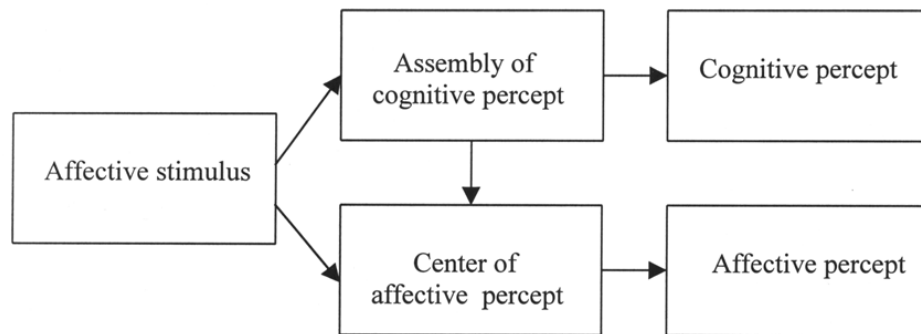 Affective stimulus
Assembly of
cognitive percept
Cognitive percept
Center of
affective percept
Affective percept